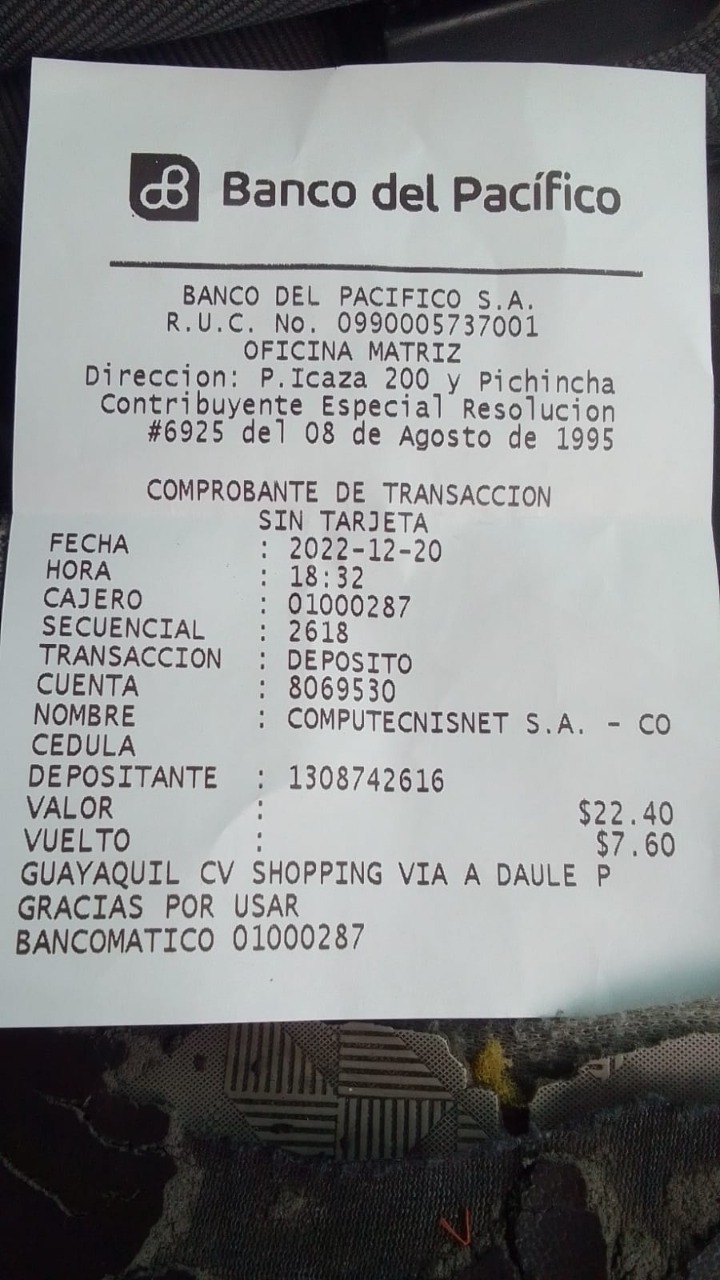 Banco del Pacífico
BANCO DEL PACIFICO S.A.
R.U.C. No. 0990005737001
OFICINA MATRIZ
Direccion: P.Icaza 200 y Pichincha
Contribuyente Especial Resolucion
#6925 del 08 de Agosto de 1995
COMPROBANTE DE TRANSACCION
SIN TARJETA
FECHA : 2022-12-20
HORA : 18:32
CAJERO : 01000287
SECUENCIAL : 2618
TRANSACCION : DEPOSITO
CUENTA : 8069530
NOMBRE : COMPUTECNISNET S.A. - CO
CEDULA
DEPOSITANTE : 1308742616
VALOR : $22.40
VUELTO : $7.60
GUAYAQUIL CV SHOPPING VIA A DAULE P
GRACIAS POR USAR
BANCOMATICO 01000287